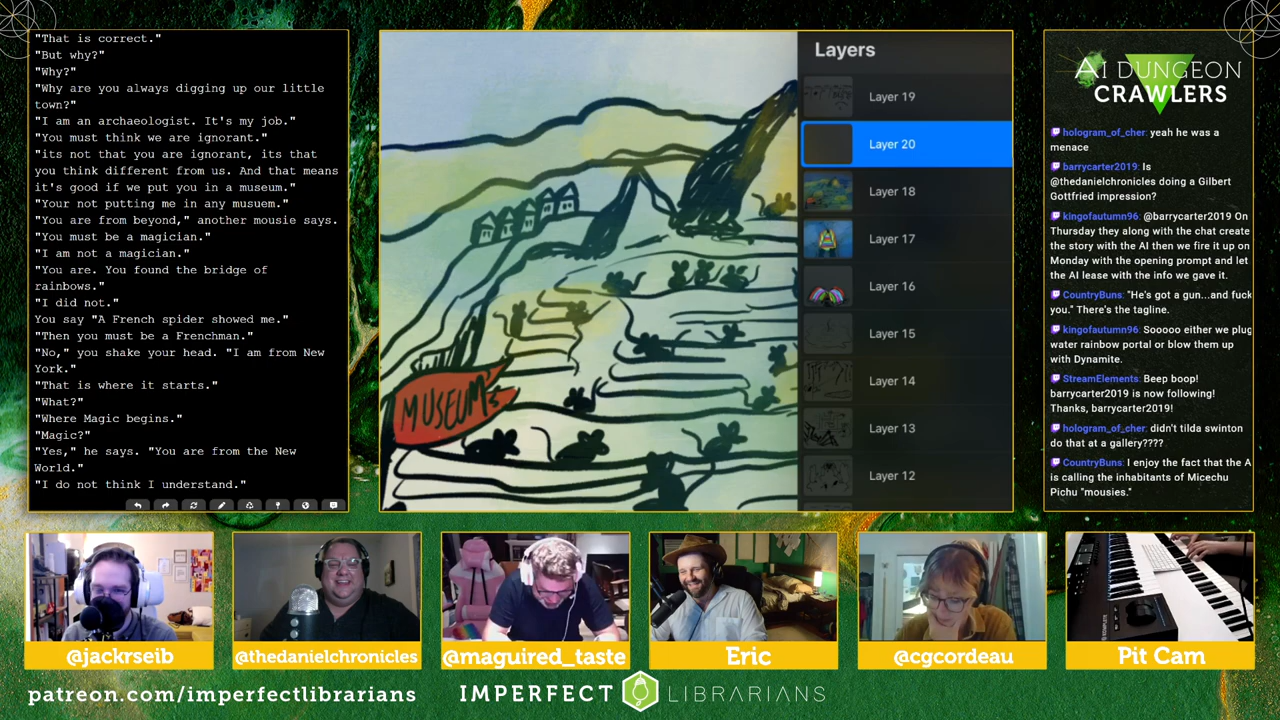 "That is correct."
"But why?"
"Why?"
"Why are you always digging up our little
town?"
"I am an archaeologist. It's my job."
"You must think we are ignorant."
"its not that you are ignorant, its that
you think different from us. And that means
it's good if we put you in a museum."
"Your not putting me in any musuem."
"You are from beyond," another mousie says.
"You must be a magician."
"I am not a magician."
"You are. You found the bridge of
rainbows."
"I did not."
You say "A French spider showed me."
"Then you must be a Frenchman."
"No," you shake your head. "I am from New
York."
"That is where it starts."
"What?"
"Where Magic begins."
"Magic?"
"Yes," he says. "You are from the New
World."
"I do not think I understand."
MUSEUM
Layers
Layer 19
Layer 20
Layer 18
Layer 17
Layer 16
Layer 15
Layer 14
Layer 13
Layer 12
AI DUNGEON
CRAWLERS
hologram_of_cher: yeah he was a
menace
barrycarter2019: Is
@thedanielchronicles doing a Gilbert
Gottfried impression?
kingofautumn96: @barrycarter2019 On
Thursday they along with the chat create
the story with the AI then we fire it up on
Monday with the opening prompt and let
the AI lease with the info we gave it.
CountryBuns: "He's got a gun...and fuck
you." There's the tagline.
kingofautumn96: Sooooo either we plug
water rainbow portal or blow them up
with Dynamite.
StreamElements: Beep boop!
barrycarter2019 is now following!
Thanks, barrycarter2019!
hologram_of_cher: didn't tilda swinton
do that at a gallery????
CountryBuns: I enjoy the fact that the A
is calling the inhabitants of Micechu
Pichu "mousies."
@jackrseib
@thedanielchronicles
@maguired_taste
Eric
@cgcordeau
Pit Cam
patreon.com/imperfectlibrarians
IMPERFECT LIBRARIANS